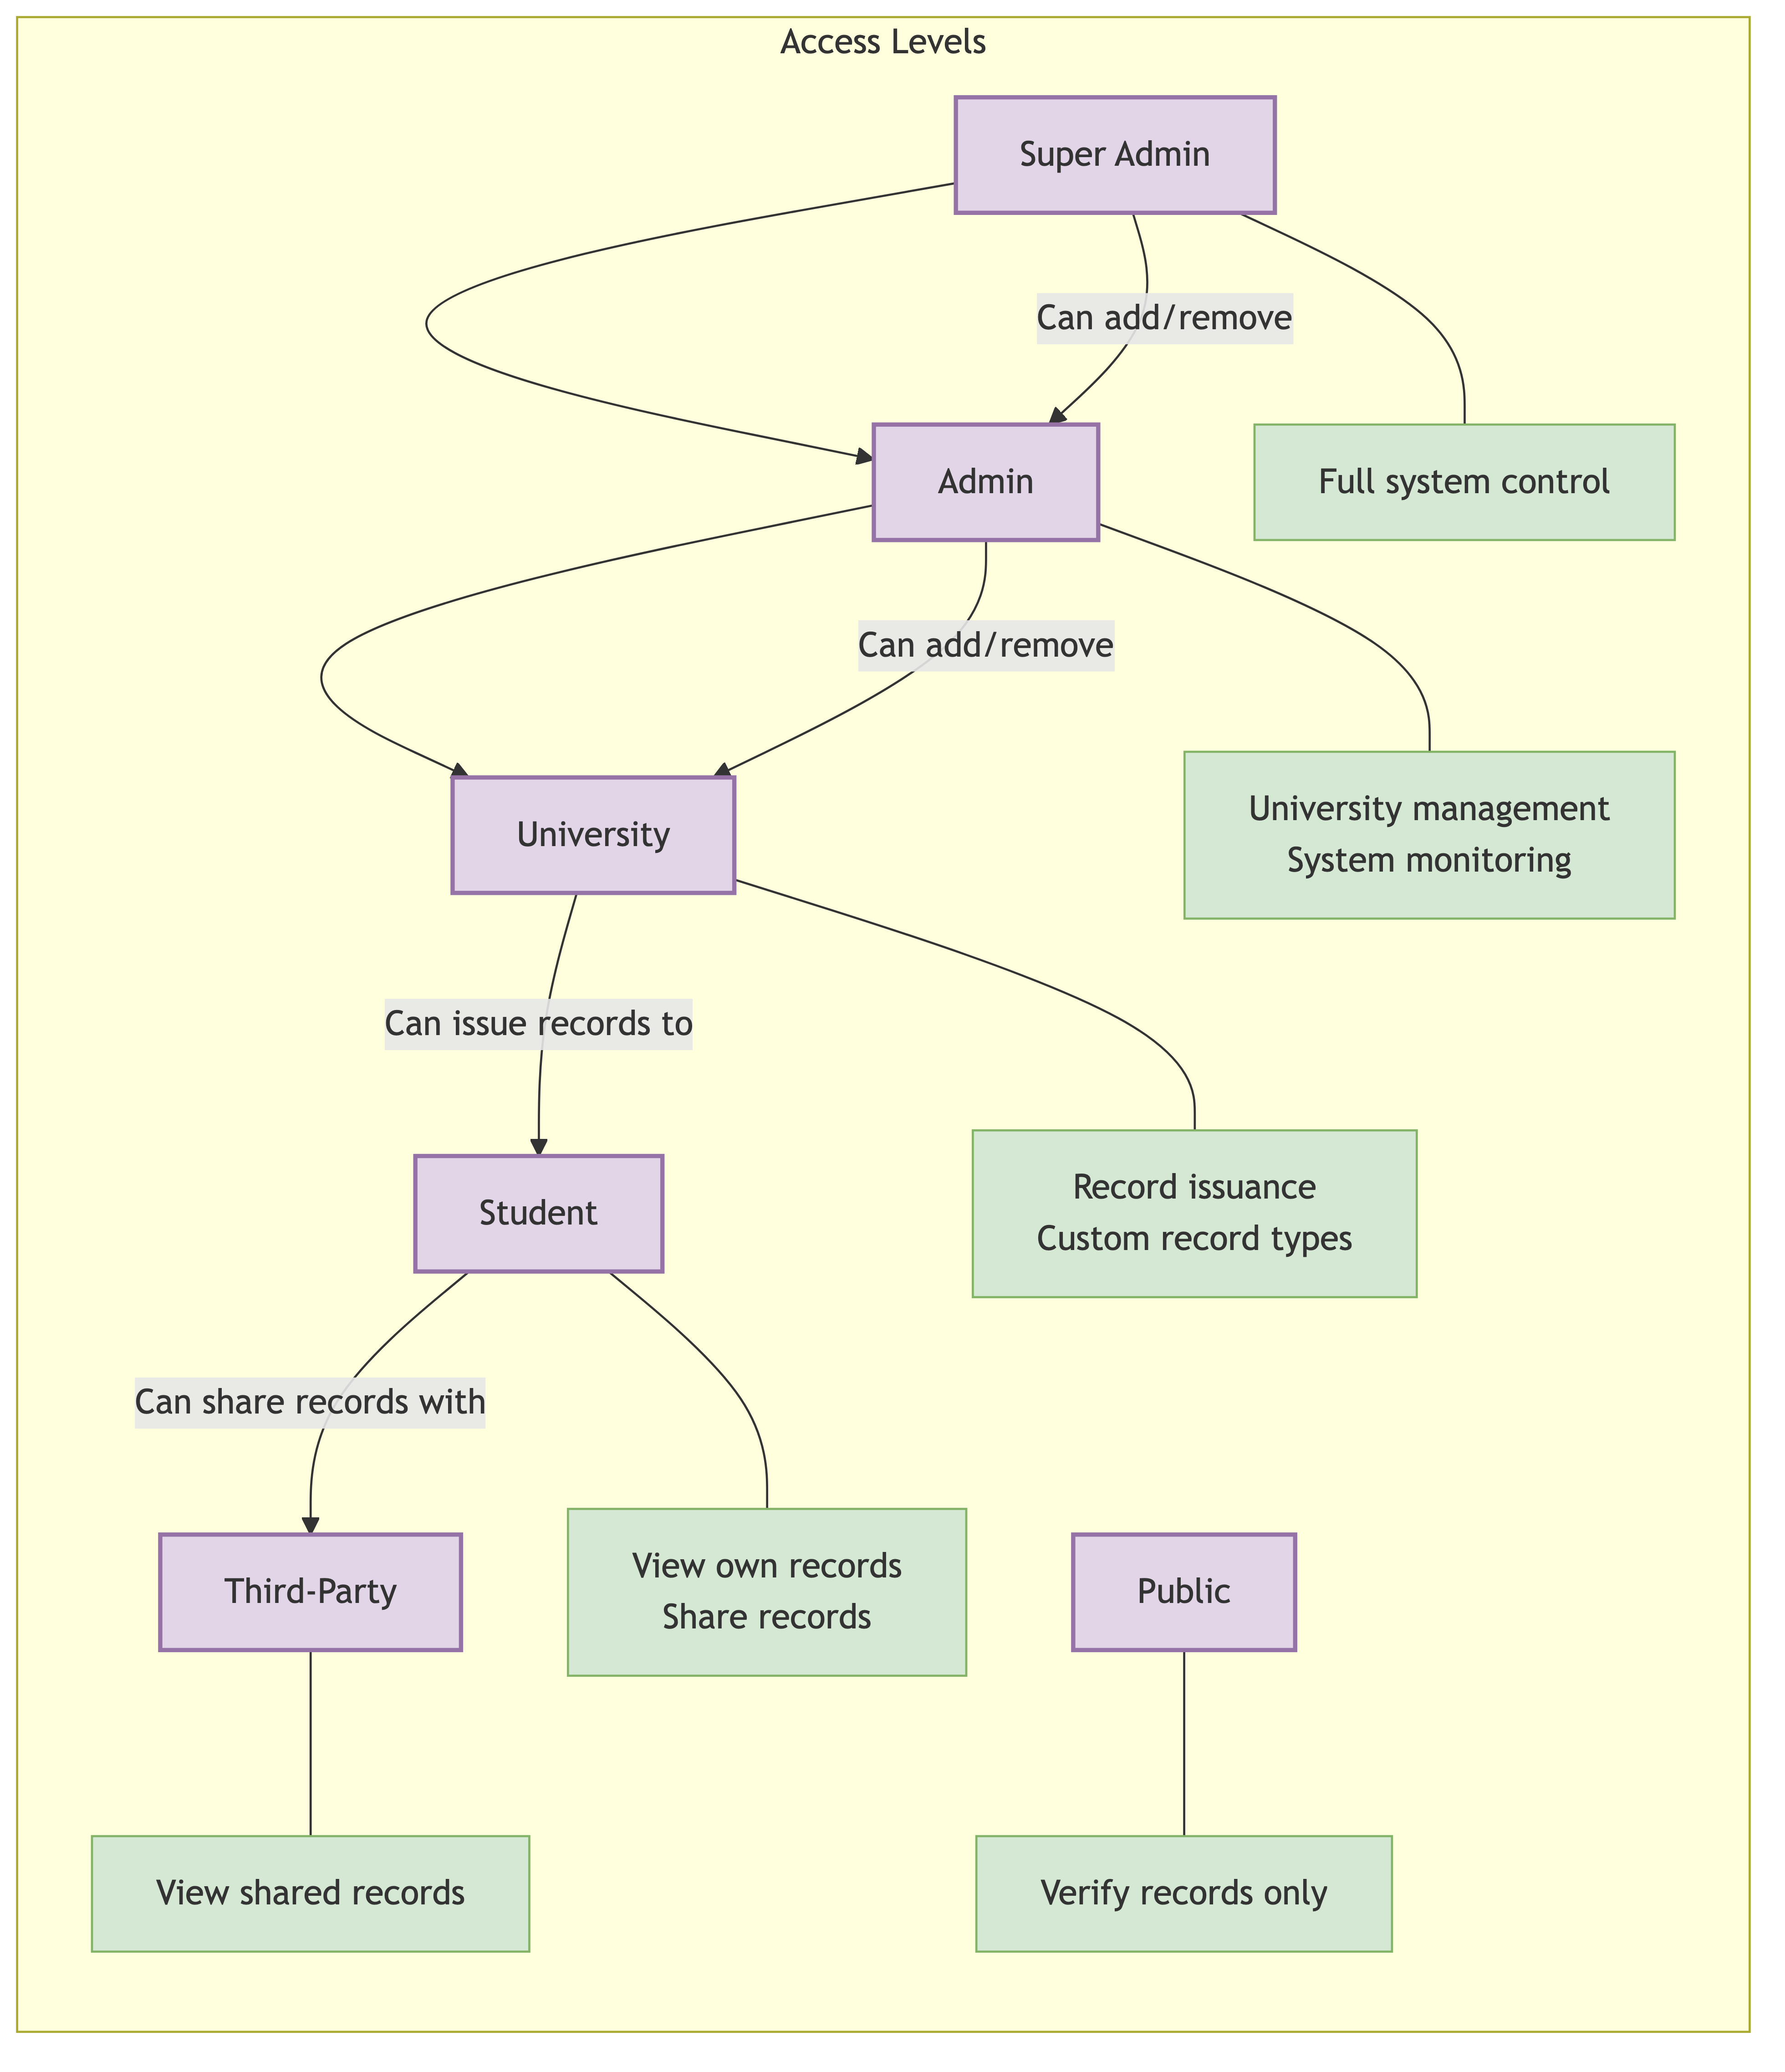 Access Levels
Super Admin
Can add/remove
Admin
Full system control
Can add/remove
University
University management
System monitoring
Can issue records to
Student
Record issuance
Custom record types
Can share records with
Third-Party
View own records
Share records
Public
View shared records
Verify records only